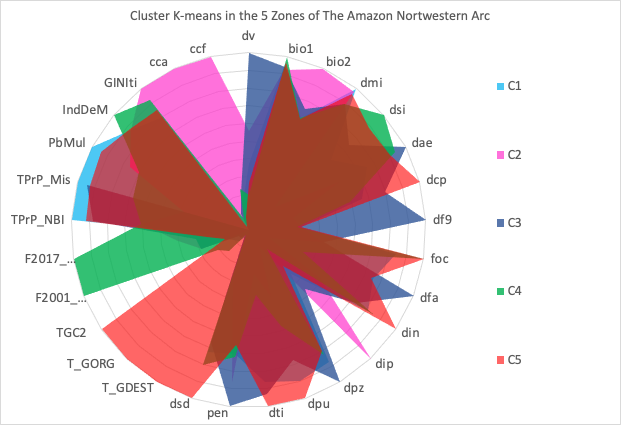 Cluster K-means in the 5 Zones of The Amazon Nortwestern Arc
dv
bio1
bio2
dmi
dsi
dae
dcp
df9
foc
dfa
din
dip
dpz
dpu
dti
pen
dsd
T_GDEST
T_GORG
TGC2
F2001_...
F2017_...
TPrP_NBI
TPrP_Mis
PbMul
IndDeM
GINIti
cca
ccf
C1
C2
C3
C4
C5